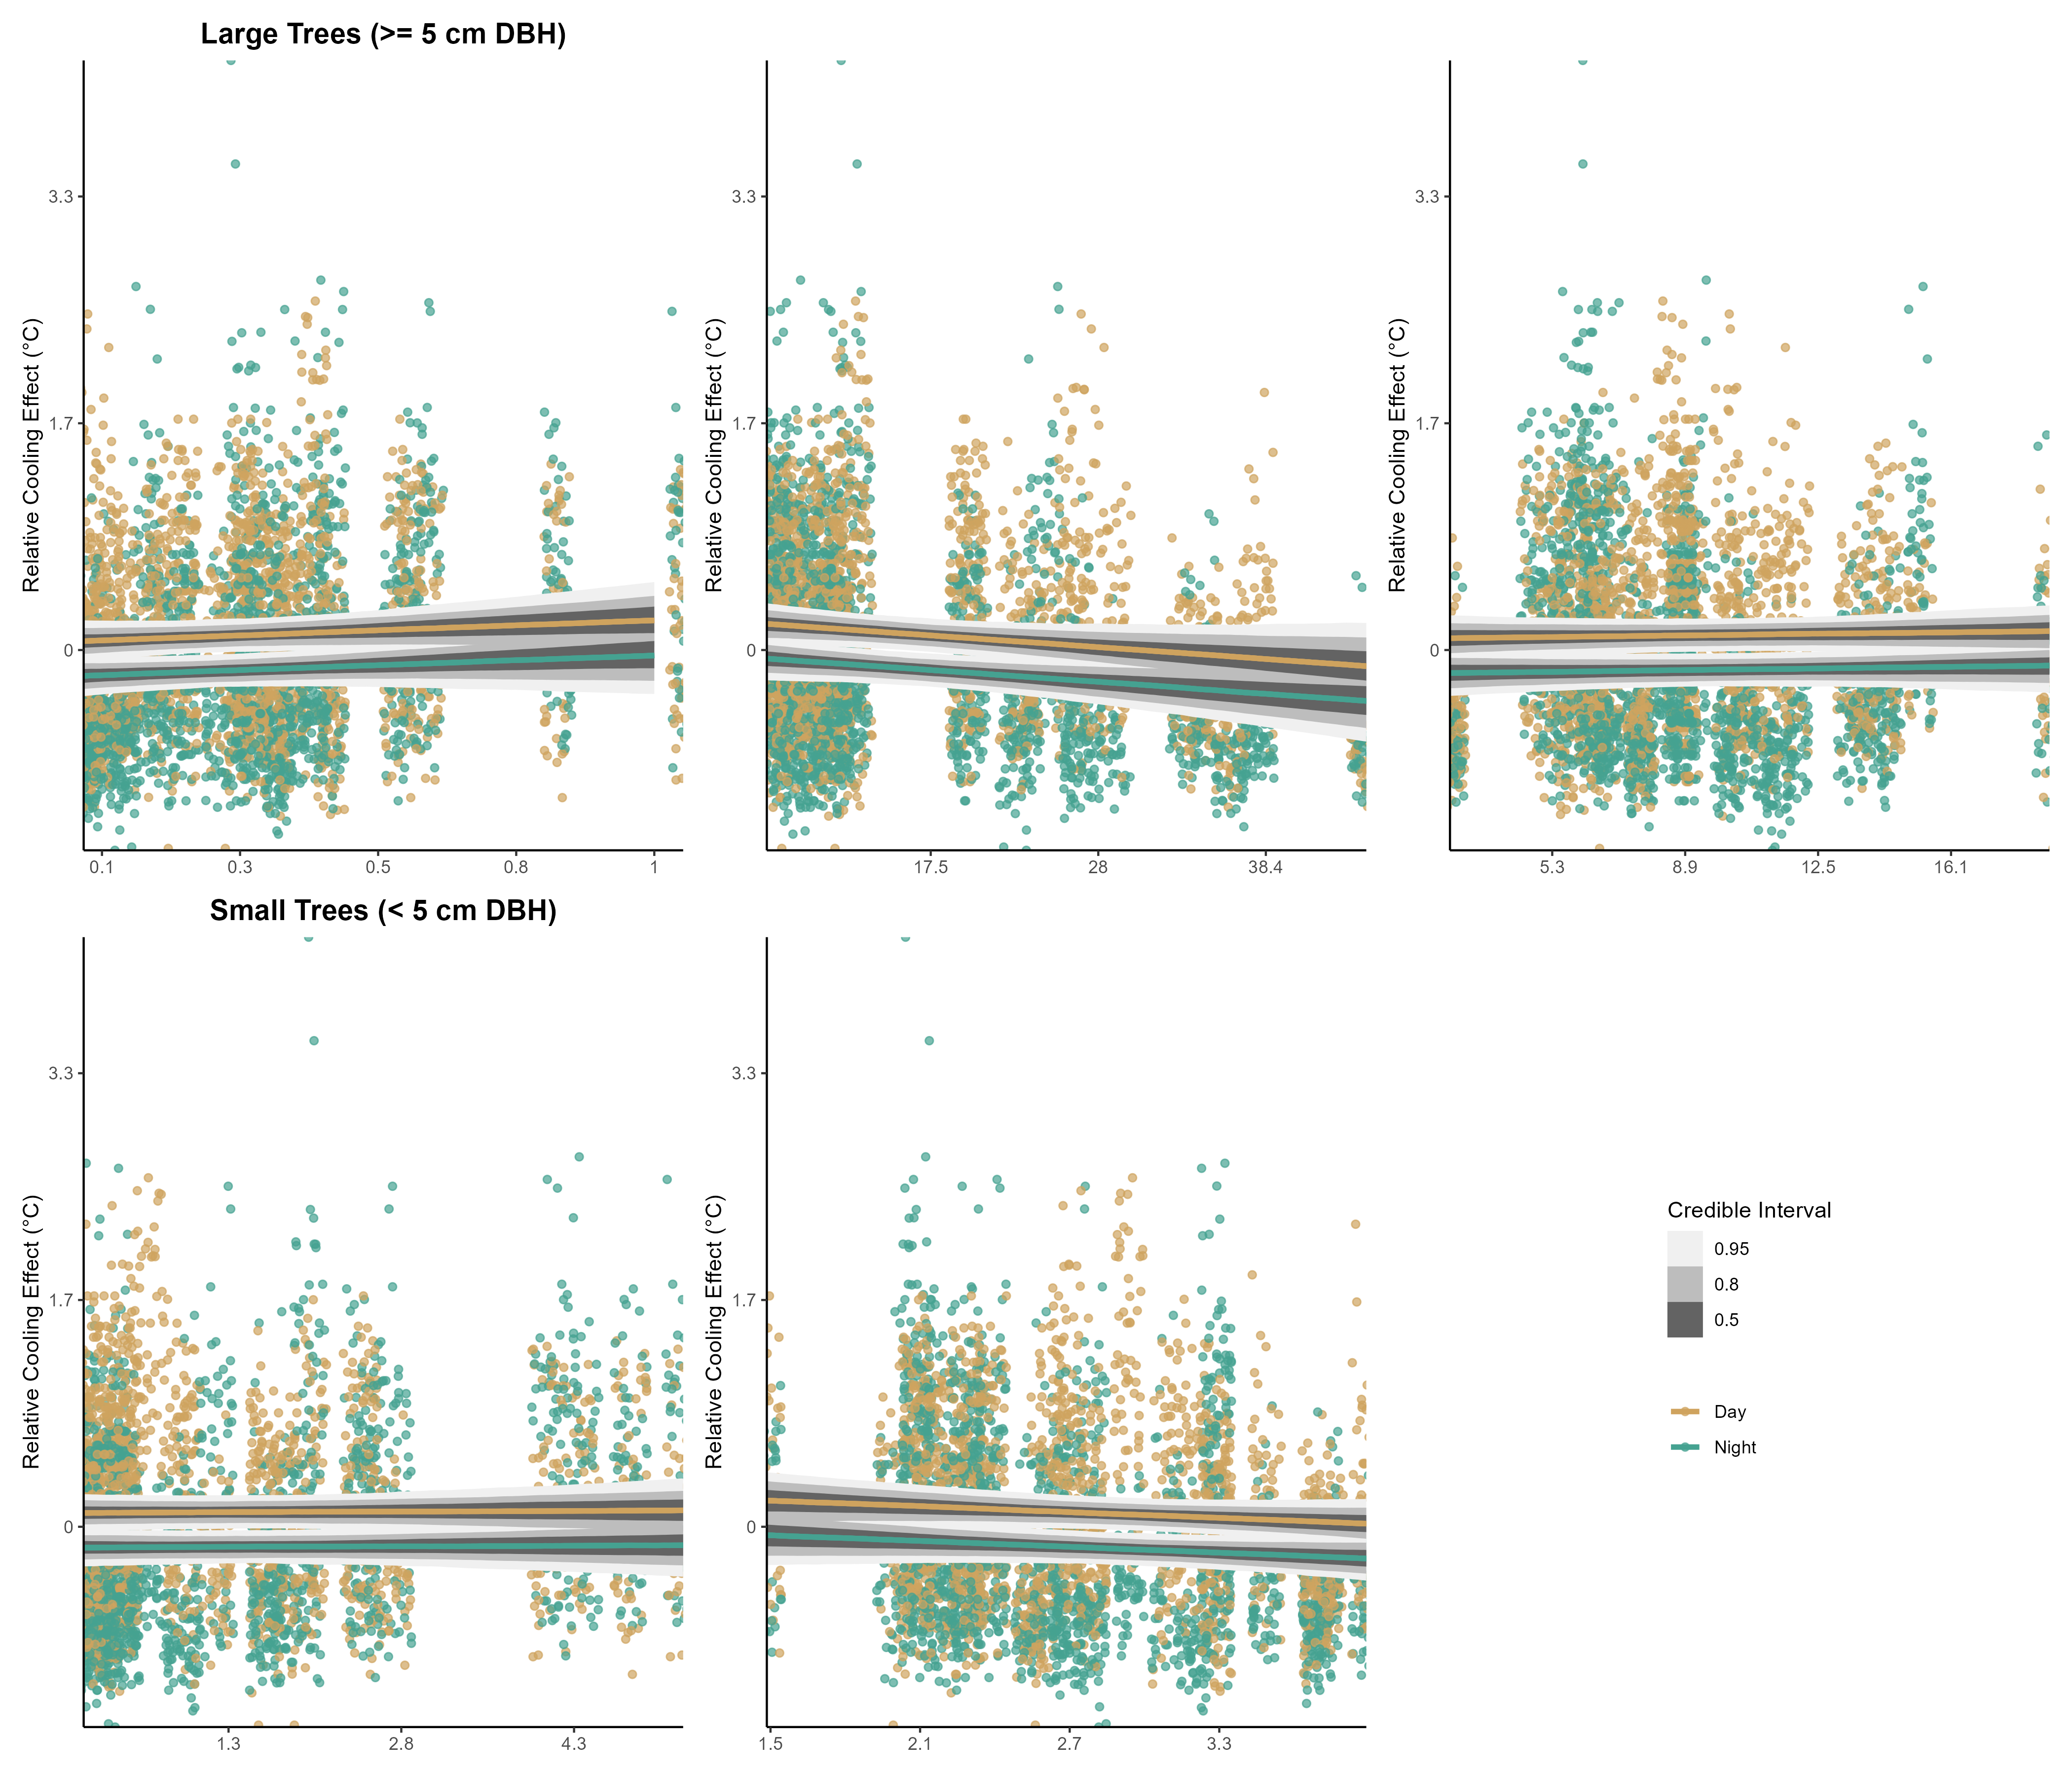 Large Trees (>= 5 cm DBH)
Relative Cooling Effect (°C)
3.3
1.7
0
0.1 0.3 0.5 0.8 1
Relative Cooling Effect (°C)
3.3
1.7
0
17.5 28 38.4
Relative Cooling Effect (°C)
3.3
1.7
0
5.3 8.9 12.5 16.1
Small Trees (< 5 cm DBH)
Relative Cooling Effect (°C)
3.3
1.7
0
1.3 2.8 4.3
Relative Cooling Effect (°C)
3.3
1.7
0
1.5 2.1 2.7 3.3
Credible Interval
0.95
0.8
0.5
Day
Night